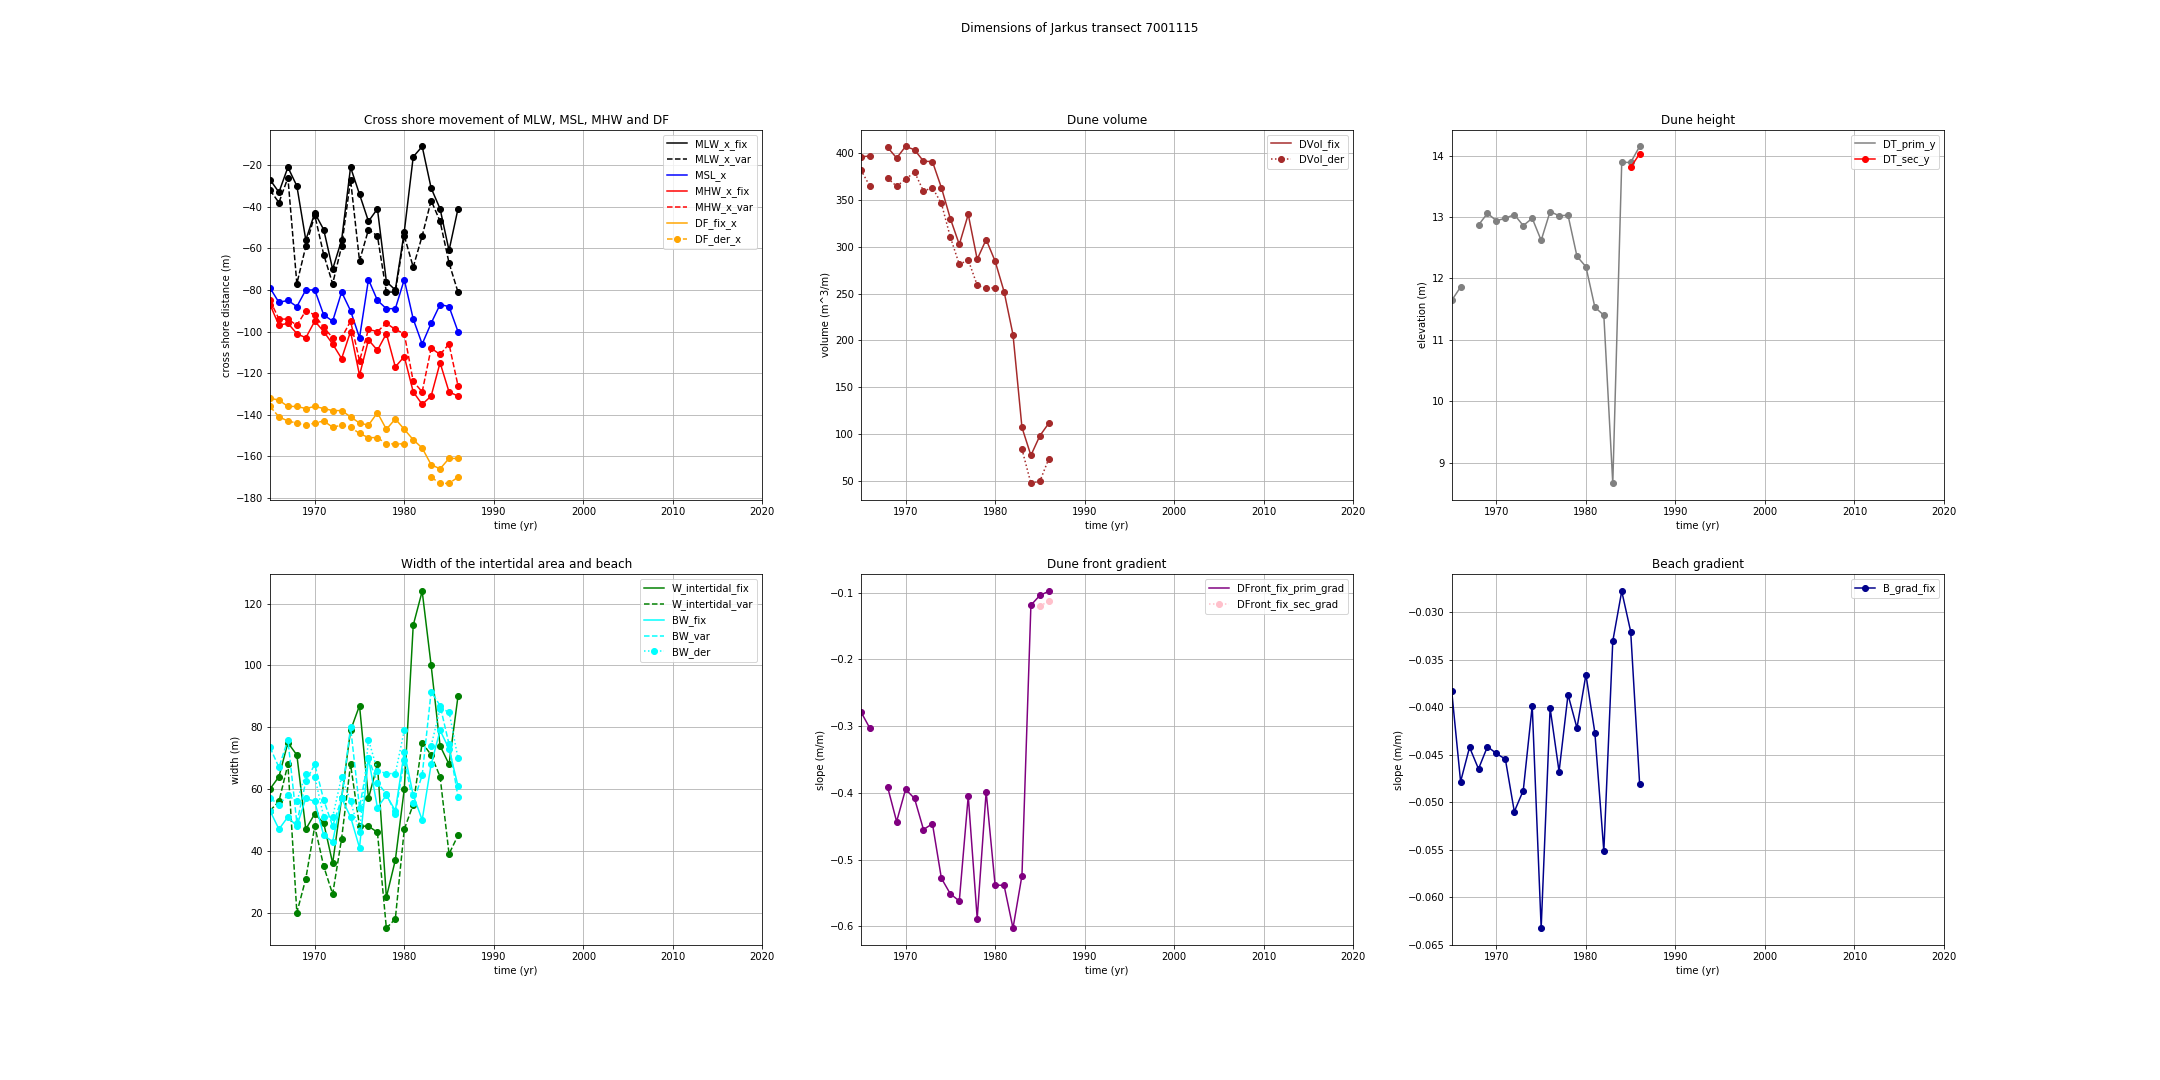 Dimensions of Jarkus transect 7001115
Cross shore movement of MLW, MSL, MHW and DF
cross shore distance (m)
−20
−40
−60
−80
−100
−120
−140
−160
−180
MLW_x_fix
MLW_x_var
MSL_x
MHW_x_fix
MHW_x_var
DF_fix_x
DF_der_x
1970 1980 1990 2000 2010 2020
time (yr)
Dune volume
volume (m^3/m)
400
350
300
250
200
150
100
50
DVol_fix
DVol_der
1970 1980 1990 2000 2010 2020
time (yr)
Dune height
elevation (m)
14
13
12
11
10
9
DT_prim_y
DT_sec_y
1970 1980 1990 2000 2010 2020
time (yr)
Width of the intertidal area and beach
width (m)
120
100
80
60
40
20
W_intertidal_fix
W_intertidal_var
BW_fix
BW_var
BW_der
1970 1980 1990 2000 2010 2020
time (yr)
Dune front gradient
slope (m/m)
−0.1
−0.2
−0.3
−0.4
−0.5
−0.6
DFront_fix_prim_grad
DFront_fix_sec_grad
1970 1980 1990 2000 2010 2020
time (yr)
Beach gradient
slope (m/m)
−0.030
−0.035
−0.040
−0.045
−0.050
−0.055
−0.060
−0.065
B_grad_fix
1970 1980 1990 2000 2010 2020
time (yr)